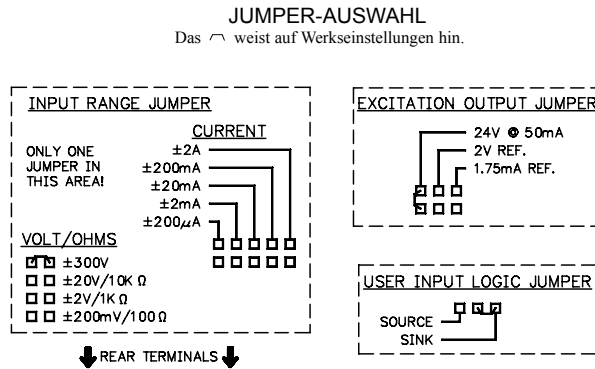 JUMPER-AUSWAHL
Das weist auf Werkseinstellungen hin.
INPUT RANGE JUMPER
CURRENT
ONLY ONE
JUMPER IN
THIS AREA!
±2A
±200mA
±20mA
±2mA
±200µA
VOLT/OHMS
±300V
±20V/10K Ω
±2V/1K Ω
±200mV/100 Ω
REAR TERMINALS
EXCITATION OUTPUT JUMPER
24V @ 50mA
2V REF.
1.75mA REF.
USER INPUT LOGIC JUMPER
SOURCE
SINK